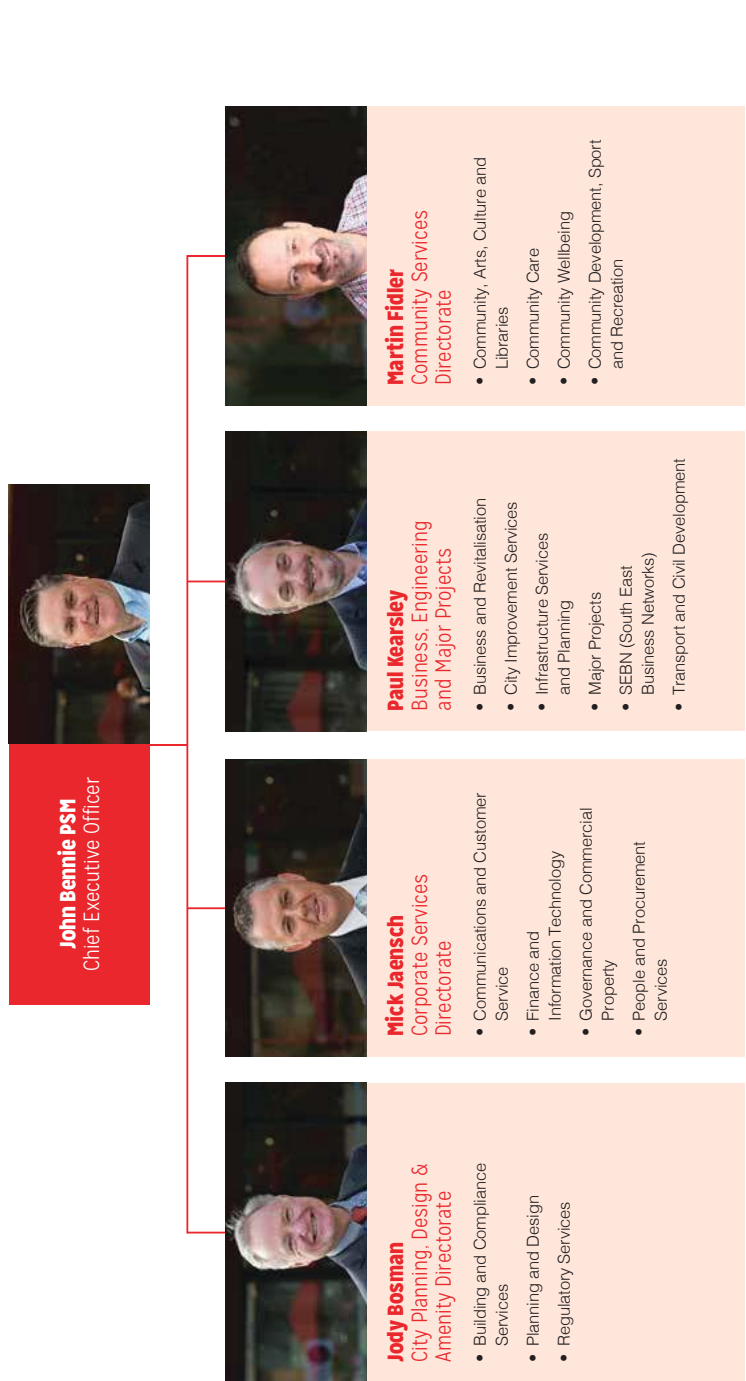 John Bennie PSM
Chief Executive Officer
Jody Bosman
City Planning, Design &
Amenity Directorate
• Building and Compliance
Services
• Planning and Design
• Regulatory Services
Mick Jaensch
Corporate Services
Directorate
• Communications and Customer
Service
• Finance and
Information Technology
• Governance and Commercial
Property
• People and Procurement
Services
Paul Kearsley
Business, Engineering
and Major Projects
• Business and Revitalisation
• City Improvement Services
• Infrastructure Services
and Planning
• Major Projects
• SEBN (South East
Business Networks)
• Transport and Civil Development
Martin Fidler
Community Services
Directorate
• Community, Arts, Culture and
Libraries
• Community Care
• Community Wellbeing
• Community Development, Sport
and Recreation